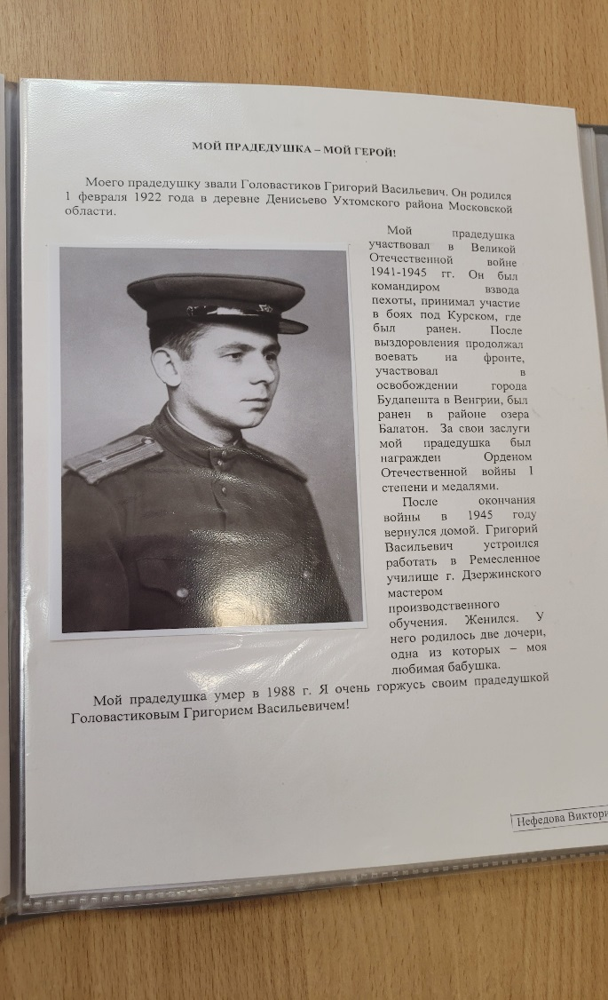 МОЙ ПРАДЕДУШКА – МОЙ ГЕРОЙ!
Моего прадедушку звали Головастиков Григорий Васильевич. Он родился
1 февраля 1922 года в деревне Денисьево Ухтомского района Московской
области.
Мой прадедушка
участвовал в Великой
Отечественной войне
1941-1945 гг. Он был
командиром взвода
пехоты, принимал участие
в боях под Курском, где
был ранен. После
выздоровления продолжал
воевать на фронте,
участвовал в
освобождении города
Будапешта в Венгрии, был
ранен в районе озера
Балатон. За свои заслуги
мой прадедушка был
награжден Орденом
Отечественной войны I
степени и медалями.
После окончания
войны в 1945 году
вернулся домой. Григорий
Васильевич устроился
работать в Ремесленное
училище г. Дзержинского
мастером
производственного
обучения. Женился. У
него родилось две дочери,
одна из которых – моя
любимая бабушка.
Мой прадедушка умер в 1988 г. Я очень горжусь своим прадедушкой
Головастиковым Григорием Васильевичем!
Нефедова